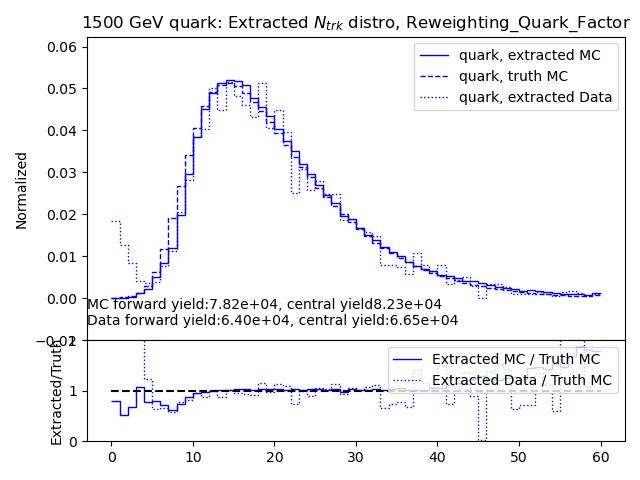 1500 GeV quark: Extracted N_trk distro, Reweighting_Quark_Factor
0.06
0.05
0.04
0.03
0.02
0.01
0.00
−0.01
Normalized
quark, extracted MC
quark, truth MC
quark, extracted Data
MC forward yield:7.82e+04, central yield8.23e+04
Data forward yield:6.40e+04, central yield:6.65e+04
2
1
0
Extracted/Truth
Extracted MC / Truth MC
Extracted Data / Truth MC
0 10 20 30 40 50 60